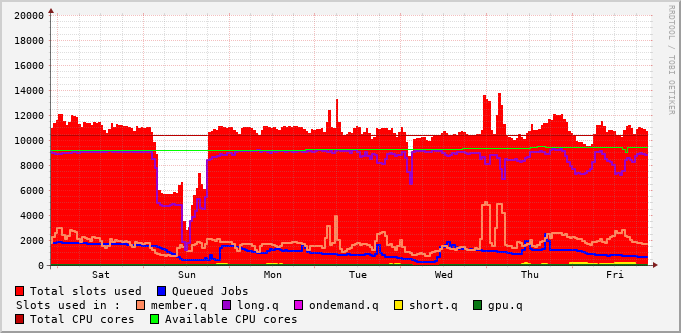 RRDTOOL / TOBI OETIKER
20000
18000
16000
14000
12000
10000
8000
6000
4000
2000
0
Sat Sun Mon Tue Wed Thu Fri
Total slots used Queued Jobs
Slots used in : member.q long.q ondemand.q short.q gpu.q
Total CPU cores Available CPU cores